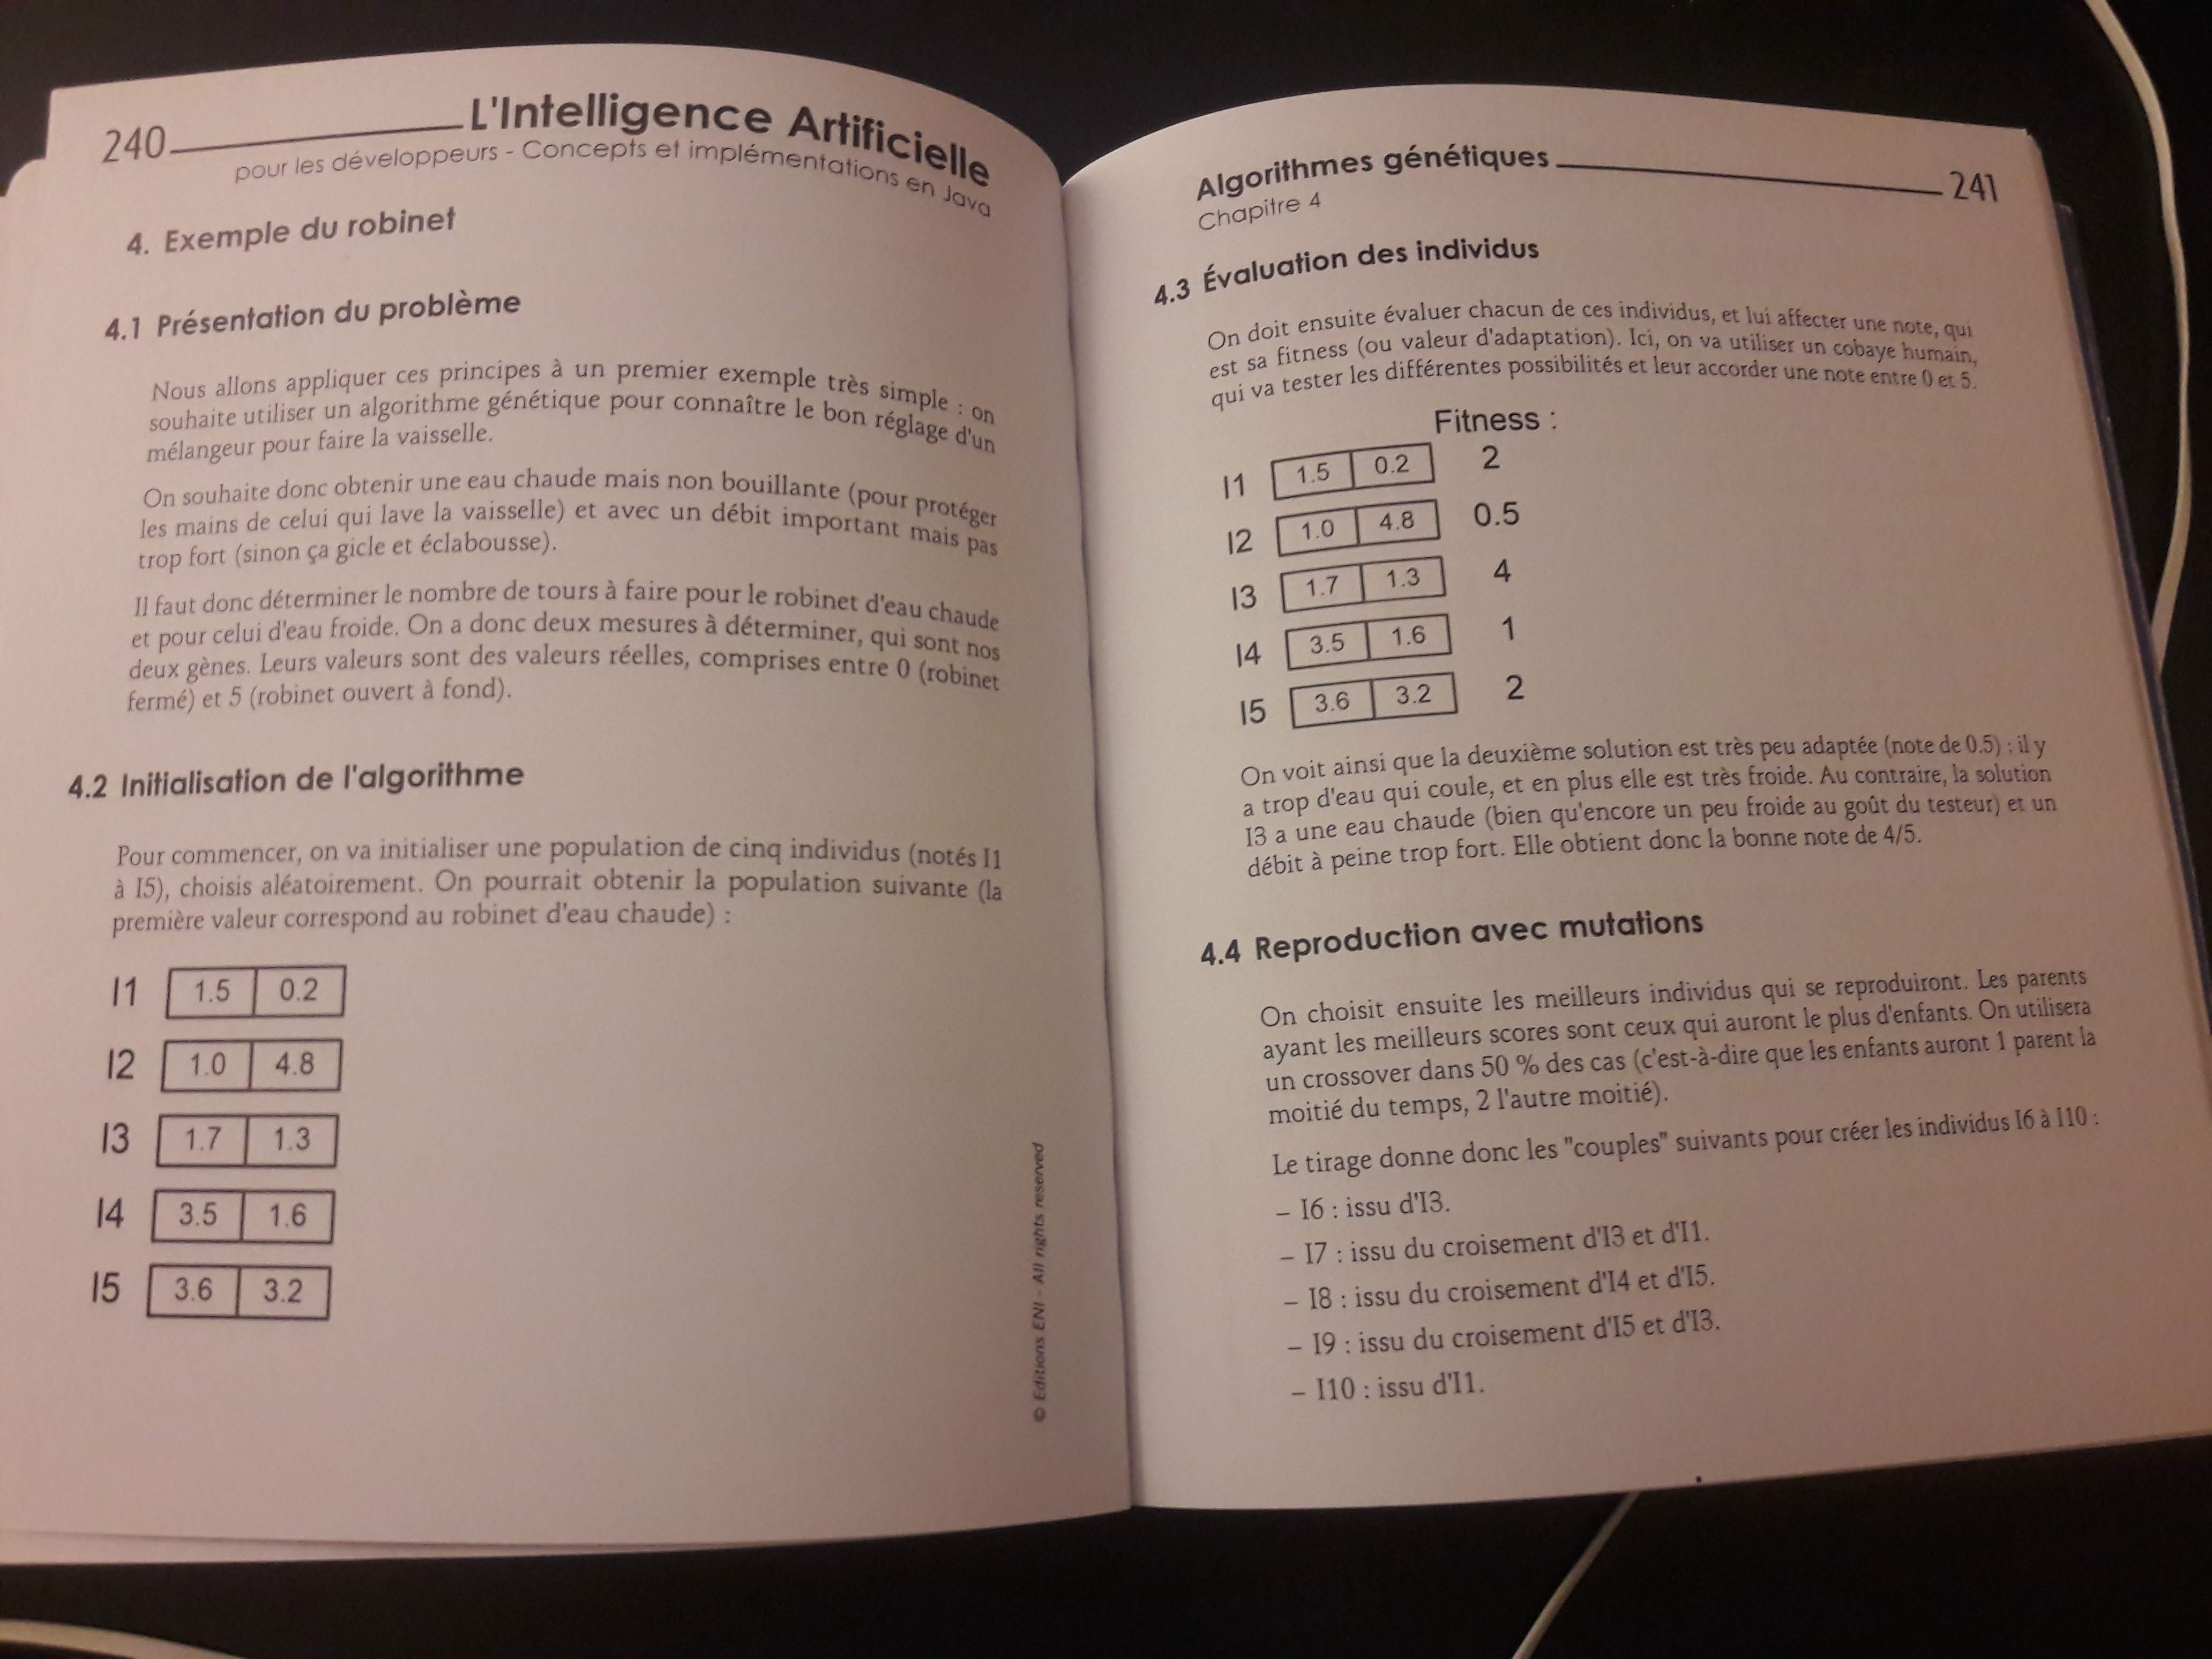 240
L'Intelligence Artificielle
pour les développeurs - Concepts et implémentations en Java
4. Exemple du robinet
4.1 Présentation du problème
Nous allons appliquer ces principes à un premier exemple très simple : on
souhaite utiliser un algorithme génétique pour connaître le bon réglage d'un
mélangeur pour faire la vaisselle.
On souhaite donc obtenir une eau chaude mais non bouillante (pour protéger
les mains de celui qui lave la vaisselle) et avec un débit important mais pas
trop fort (sinon ça gicle et éclabousse).
Il faut donc déterminer le nombre de tours à faire pour le robinet d'eau chaude
et pour celui d'eau froide. On a donc deux mesures à déterminer, qui sont nos
deux gènes. Leurs valeurs sont des valeurs réelles, comprises entre 0 (robinet
fermé) et 5 (robinet ouvert à fond).
4.2 Initialisation de l'algorithme
Pour commencer, on va initialiser une population de cinq individus (notés I1
à I5), choisis aléatoirement. On pourrait obtenir la population suivante (la
première valeur correspond au robinet d'eau chaude) :
I1 1.5 0.2
I2 1.0 4.8
I3 1.7 1.3
I4 3.5 1.6
I5 3.6 3.2
© Editions ENI - All rights reserved
Algorithmes génétiques
241
Chapitre 4
4.3 Évaluation des individus
On doit ensuite évaluer chacun de ces individus, et lui affecter une note, qui
est sa fitness (ou valeur d'adaptation). Ici, on va utiliser un cobaye humain,
qui va tester les différentes possibilités et leur accorder une note entre 0 et 5.
Fitness :
I1 1.5 0.2 2
I2 1.0 4.8 0.5
I3 1.7 1.3 4
I4 3.5 1.6 1
I5 3.6 3.2 2
On voit ainsi que la deuxième solution est très peu adaptée (note de 0.5) : il y
a trop d'eau qui coule, et en plus elle est très froide. Au contraire, la solution
I3 a une eau chaude (bien qu'encore un peu froide au goût du testeur) et un
débit à peine trop fort. Elle obtient donc la bonne note de 4/5.
4.4 Reproduction avec mutations
On choisit ensuite les meilleurs individus qui se reproduiront. Les parents
ayant les meilleurs scores sont ceux qui auront le plus d'enfants. On utilisera
un crossover dans 50 % des cas (c'est-à-dire que les enfants auront 1 parent la
moitié du temps, 2 l'autre moitié).
Le tirage donne donc les "couples" suivants pour créer les individus I6 à I10 :
– I6 : issu d'I3.
– I7 : issu du croisement d'I3 et d'I1.
– I8 : issu du croisement d'I4 et d'I5.
– I9 : issu du croisement d'I5 et d'I3.
– I10 : issu d'I1.